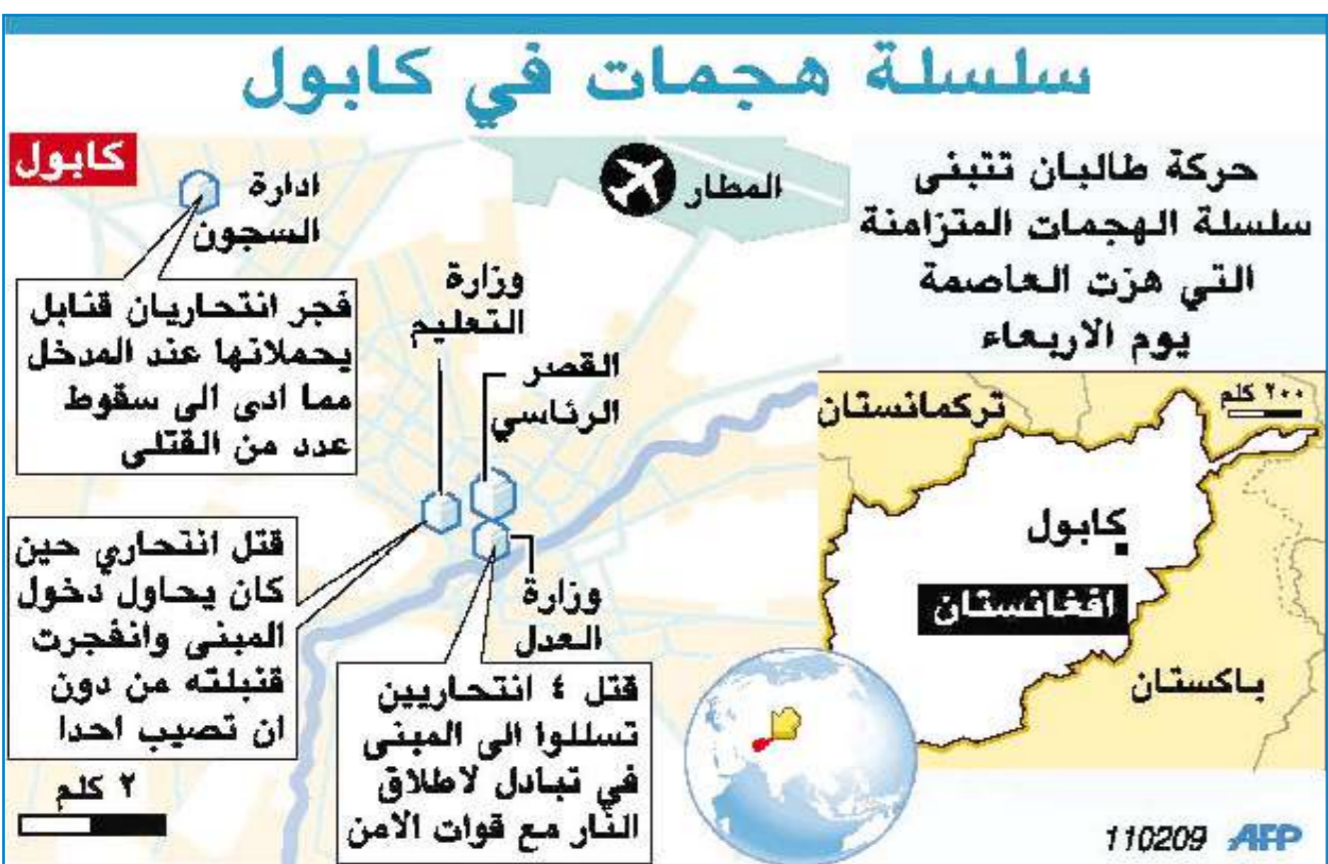 سلسلة هجمات في كابول
حركة طالبان تتبنى
سلسلة الهجمات المتزامنة
التي هزت العاصمة
يوم الاربعاء
كابول
المطار
ادارة
السجون
فجر انتحاريان قنابل
يحملانها عند المدخل
مما ادى الى سقوط
عدد من القتلى
وزارة
التعليم
القصر
الرئاسي
قتل انتحاري حين
كان يحاول دخول
المبنى وانفجرت
قنبلته من دون
ان تصيب احدا
وزارة
العدل
قتل ٤ انتحاريين
تسللوا الى المبنى
في تبادل لاطلاق
النار مع قوات الامن
٢ كلم
٢٠٠ كلم
تركمانستان
كابول
افغانستان
باكستان
110209 AFP